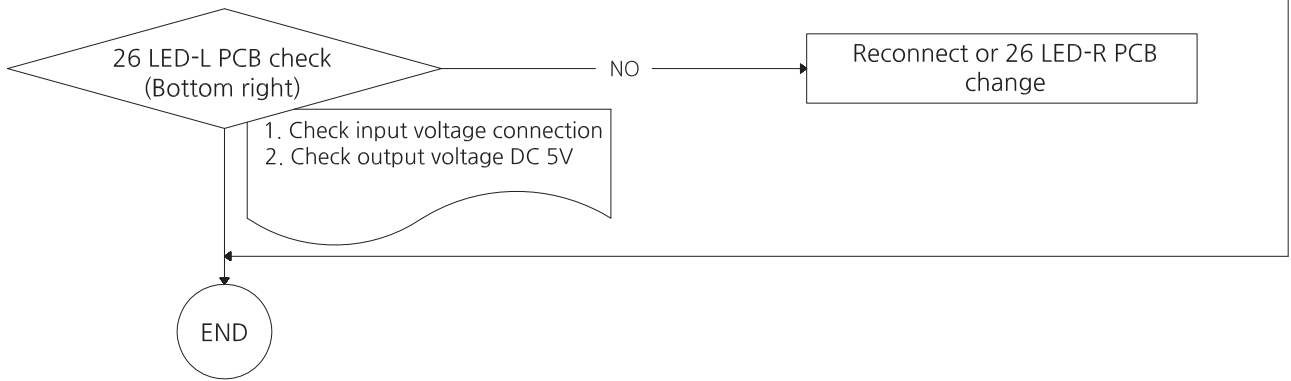 26 LED-L PCB check
(Bottom right)
NO
Reconnect or 26 LED-R PCB
change
1. Check input voltage connection
2. Check output voltage DC 5V
END